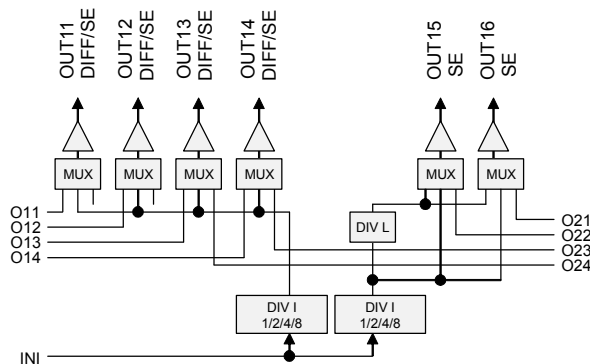 OUT11
DIFF/SE
OUT12
DIFF/SE
OUT13
DIFF/SE
OUT14
DIFF/SE
OUT15
SE
OUT16
SE
MUX
MUX
MUX
MUX
MUX
MUX
O11
O12
O13
O14
DIV L
O21
O22
O23
O24
DIV I
1/2/4/8
DIV I
1/2/4/8
INI